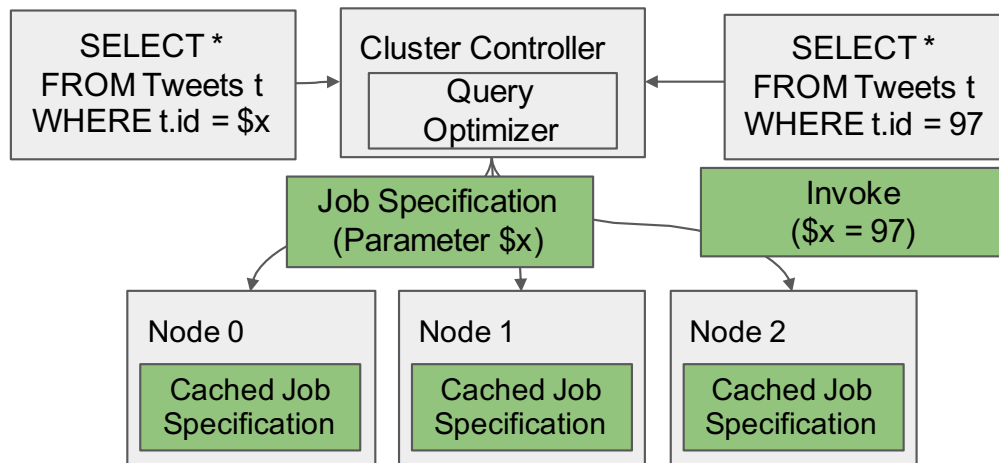 SELECT *
FROM Tweets t
WHERE t.id = $x
Cluster Controller
Query
Optimizer
SELECT *
FROM Tweets t
WHERE t.id = 97
Job Specification
(Parameter $x)
Invoke
($x = 97)
Node 0
Cached Job
Specification
Node 1
Cached Job
Specification
Node 2
Cached Job
Specification